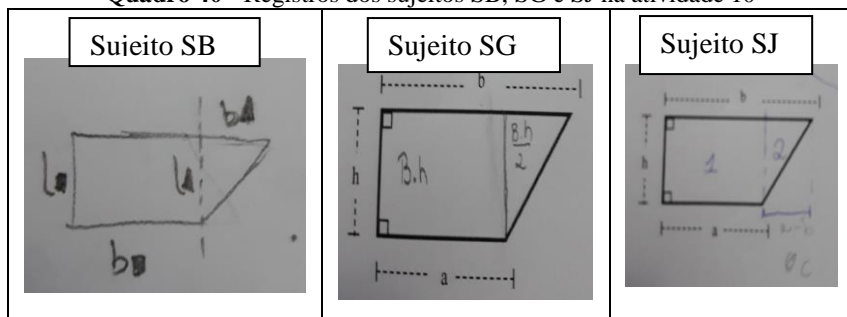 Quadro 40 - Registros dos sujeitos SB, SG e SJ na atividade 16
Sujeito SB
b
l
l
b
Sujeito SG
b
h
B.h
B.h
2
a
Sujeito SJ
b
h
1
2
a